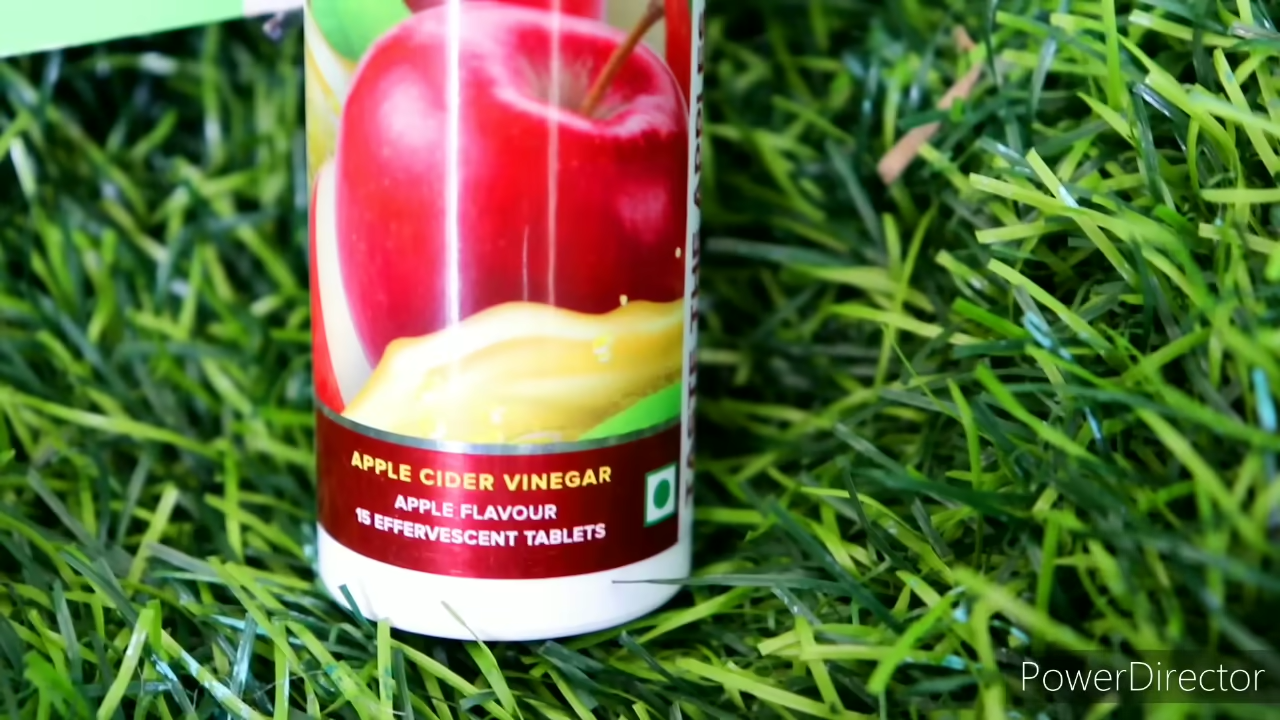 APPLE CIDER VINEGAR
APPLE FLAVOUR
15 EFFERVESCENT TABLETS
PowerDirector